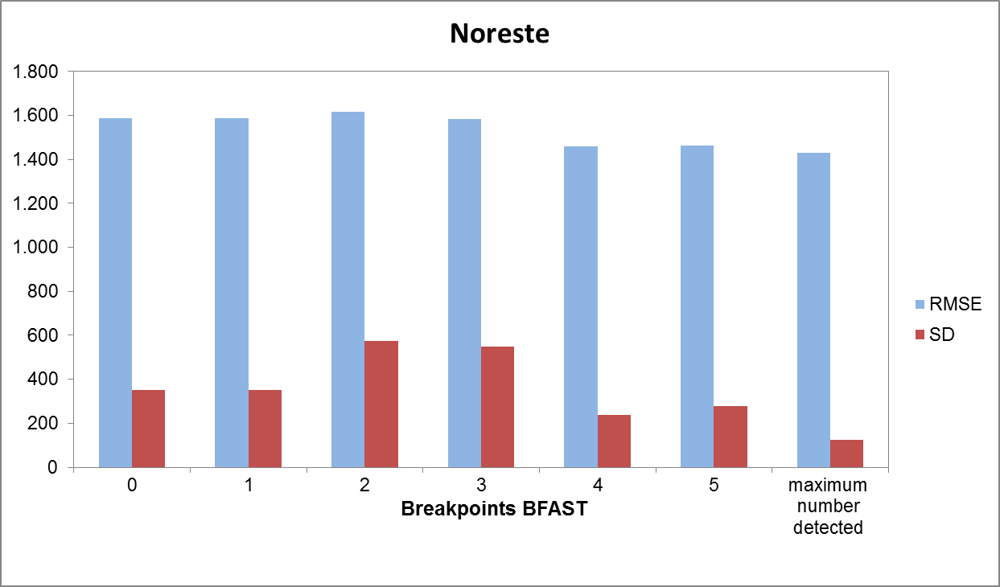 Noreste
1.800
1.600
1.400
1.200
1.000
800
600
400
200
0
0 1 2 3 4 5 maximum
number
detected
Breakpoints BFAST
RMSE
SD